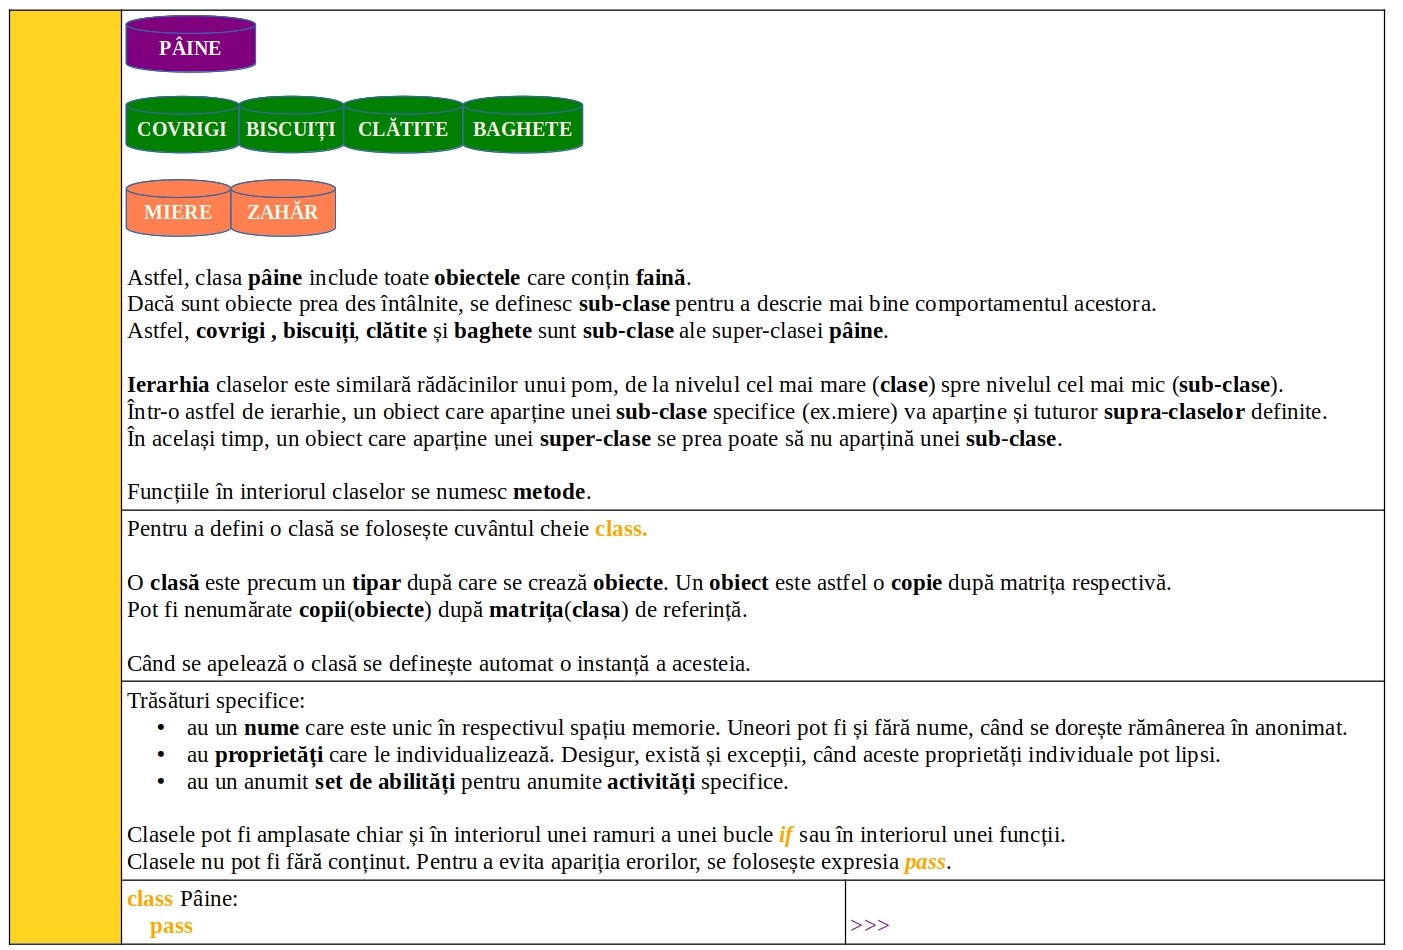 PÂINE
COVRIGI BISCUIȚI CLĂTITE BAGHETE
MIERE ZAHĂR
Astfel, clasa pâine include toate obiectele care conțin faină.
Dacă sunt obiecte prea des întâlnite, se definesc sub-clase pentru a descrie mai bine comportamentul acestora.
Astfel, covrigi , biscuiți, clătite și baghete sunt sub-clase ale super-clasei pâine.
Ierarhia claselor este similară rădăcinilor unui pom, de la nivelul cel mai mare (clase) spre nivelul cel mai mic (sub-clase).
Într-o astfel de ierarhie, un obiect care aparține unei sub-clase specifice (ex.miere) va aparține și tuturor supra-claselor definite.
În același timp, un obiect care aparține unei super-clase se prea poate să nu aparțină unei sub-clase.
Funcțiile în interiorul claselor se numesc metode.
Pentru a defini o clasă se folosește cuvântul cheie class.
O clasă este precum un tipar după care se crează obiecte. Un obiect este astfel o copie după matrița respectivă.
Pot fi nenumărate copii(obiecte) după matrița(clasa) de referință.
Când se apelează o clasă se definește automat o instanță a acesteia.
Trăsături specifice:
• au un nume care este unic în respectivul spațiu memorie. Uneori pot fi și fără nume, când se dorește rămânerea în anonimat.
• au proprietăți care le individualizează. Desigur, există și excepții, când aceste proprietăți individuale pot lipsi.
• au un anumit set de abilități pentru anumite activități specifice.
Clasele pot fi amplasate chiar și în interiorul unei ramuri a unei bucle if sau în interiorul unei funcții.
Clasele nu pot fi fără conținut. Pentru a evita apariția erorilor, se folosește expresia pass.
class Pâine:
pass
>>>